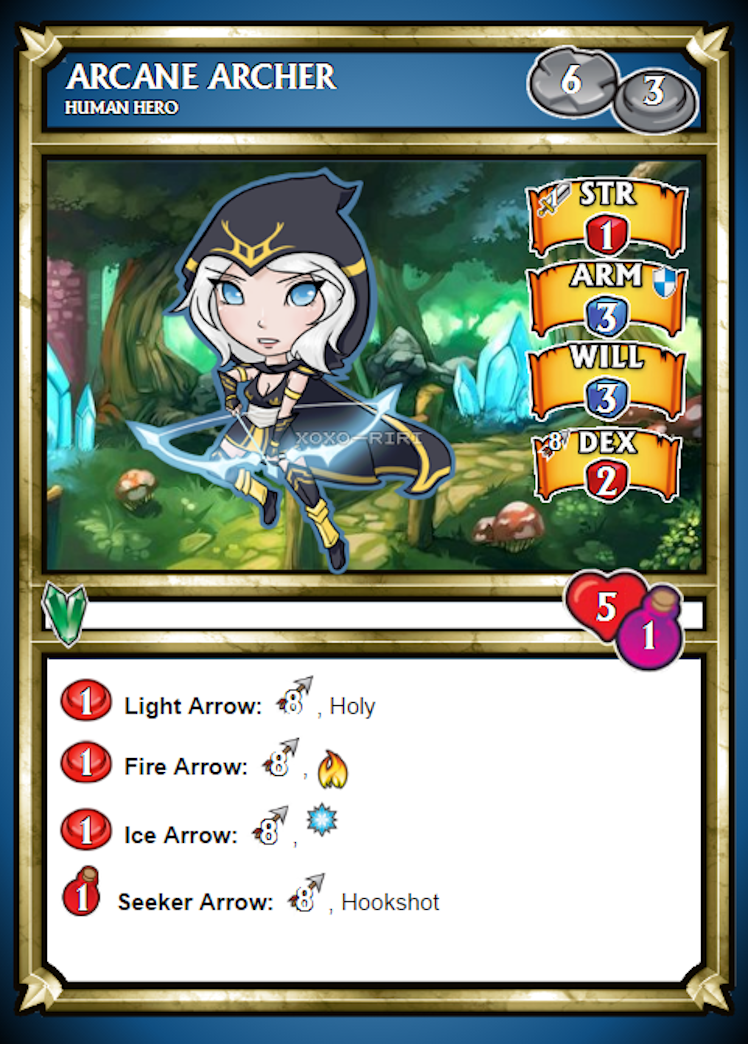 ARCANE ARCHER
HUMAN HERO
6
3
1 STR
1
ARM
3
WILL
3
8 DEX
2
XOXO-RIRI
5
1
1 Light Arrow: 8 , Holy
1 Fire Arrow: 8 ,
1 Ice Arrow: 8 ,
1 Seeker Arrow: 8 , Hookshot